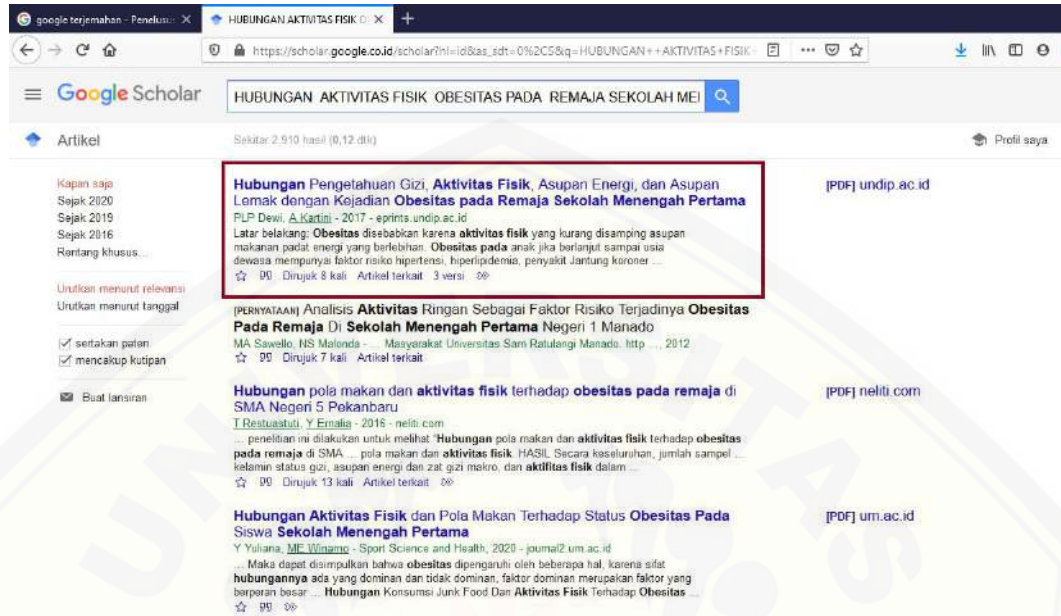 google terjemahan - Penelusu
HUBUNGAN AKTIVITAS FISIK O
https://scholar.google.co.id/scholar?hl=id&as_sdt=0%2C5&q=HUBUNGAN++AKTIVITAS+FISIK
Google Scholar
HUBUNGAN AKTIVITAS FISIK OBESITAS PADA REMAJA SEKOLAH MEI
Artikel
Sekitar 2.910 hasil (0,12 dtk)
Profil saya
Kapan saja
Sejak 2020
Sejak 2019
Sejak 2016
Rentang khusus...
Urutkan menurut relevansi
Urutkan menurut tanggal
sertakan paten
mencakup kutipan
Buat lansiran
Hubungan Pengetahuan Gizi, Aktivitas Fisik, Asupan Energi, dan Asupan
Lemak dengan Kejadian Obesitas pada Remaja Sekolah Menengah Pertama
[PDF] undip.ac.id
PLP Dewi, A Kartini - 2017 - eprints.undip.ac.id
Latar belakang: Obesitas disebabkan karena aktivitas fisik yang kurang disamping asupan
makanan padat energi yang berlebihan. Obesitas pada anak jika berlanjut sampai usia
dewasa mempunyai faktor risiko hipertensi, hiperlipidemia, penyakit Jantung koroner ...
Dirujuk 8 kali Artikel terkait 3 versi
[PERNYATAAN] Analisis Aktivitas Ringan Sebagai Faktor Risiko Terjadinya Obesitas
Pada Remaja Di Sekolah Menengah Pertama Negeri 1 Manado
MA Sawello, NS Malonda - ... Masyarakat Universitas Sam Ratulangi Manado. http ..., 2012
Dirujuk 7 kali Artikel terkait
Hubungan pola makan dan aktivitas fisik terhadap obesitas pada remaja di
SMA Negeri 5 Pekanbaru
[PDF] neliti.com
T Restuastuti, Y Ernalia - 2016 - neliti.com
... penelitian ini dilakukan untuk melihat "Hubungan pola makan dan aktivitas fisik terhadap obesitas
pada remaja di SMA ... pola makan dan aktivitas fisik. HASIL Secara keseluruhan, jumlah sampel ...
kelamin status gizi, asupan energi dan zat gizi makro, dan aktifitas fisik dalam ...
Dirujuk 13 kali Artikel terkait
Hubungan Aktivitas Fisik dan Pola Makan Terhadap Status Obesitas Pada
Siswa Sekolah Menengah Pertama
[PDF] um.ac.id
Y Yuliana, ME Winarno - Sport Science and Health, 2020 - journal2.um.ac.id
... Maka dapat disimpulkan bahwa obesitas dipengaruhi oleh beberapa hal, karena sifat
hubungannya ada yang dominan dan tidak dominan, faktor dominan merupakan faktor yang
berperan besar ... Hubungan Konsumsi Junk Food Dan Aktivitas Fisik Terhadap Obesitas ...
UNIVERSITAS